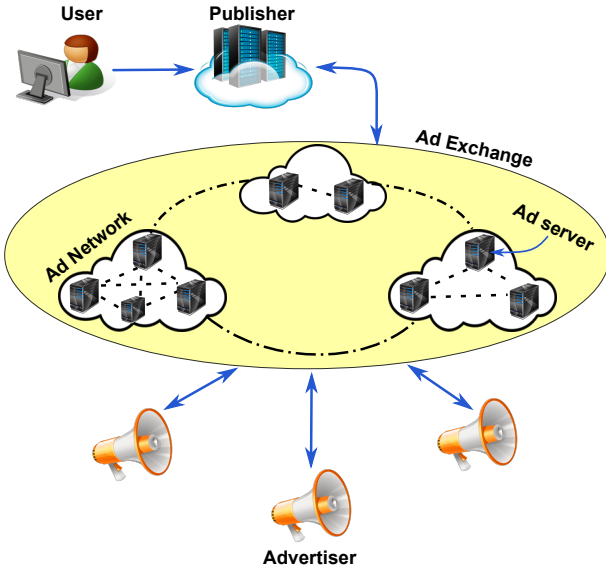 User
Publisher
Ad Exchange
Ad server
Ad Network
Advertiser